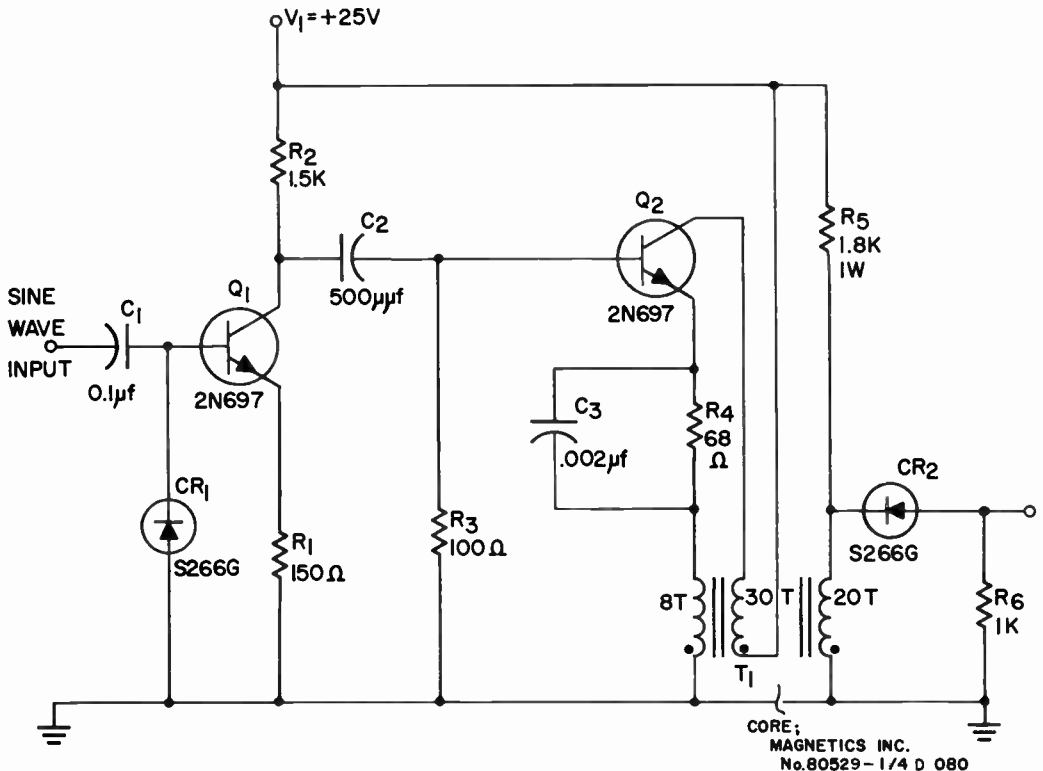 V1 = +25V
R2
1.5K
C2
500µµf
Q1
SINE
WAVE
INPUT
C1
0.1µf
2N697
CR1
S266G
R1
150Ω
R3
100Ω
Q2
2N697
C3
.002µf
R4
68
Ω
R5
1.8K
1W
CR2
S266G
R6
1K
8T
30T
20T
T1
CORE;
MAGNETICS INC.
No.80529-1/4 D 080